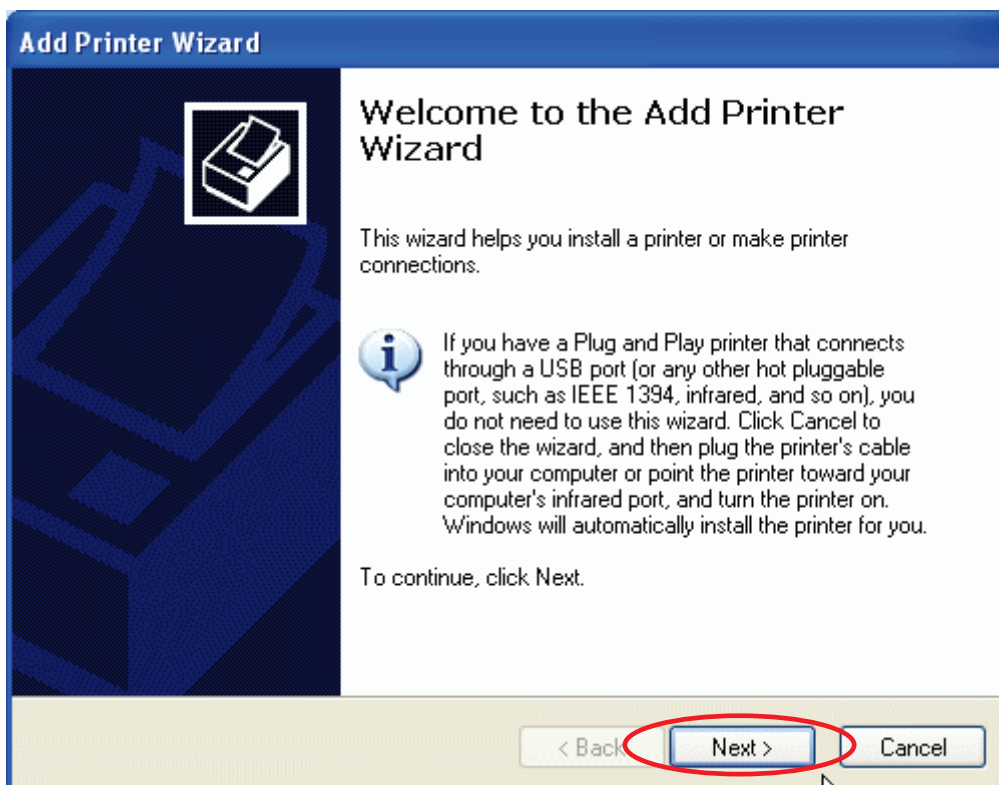 Add Printer Wizard
Welcome to the Add Printer
Wizard
This wizard helps you install a printer or make printer
connections.
If you have a Plug and Play printer that connects
through a USB port (or any other hot pluggable
port, such as IEEE 1394, infrared, and so on), you
do not need to use this wizard. Click Cancel to
close the wizard, and then plug the printer's cable
into your computer or point the printer toward your
computer's infrared port, and turn the printer on.
Windows will automatically install the printer for you.
To continue, click Next.
< Back
Next >
Cancel